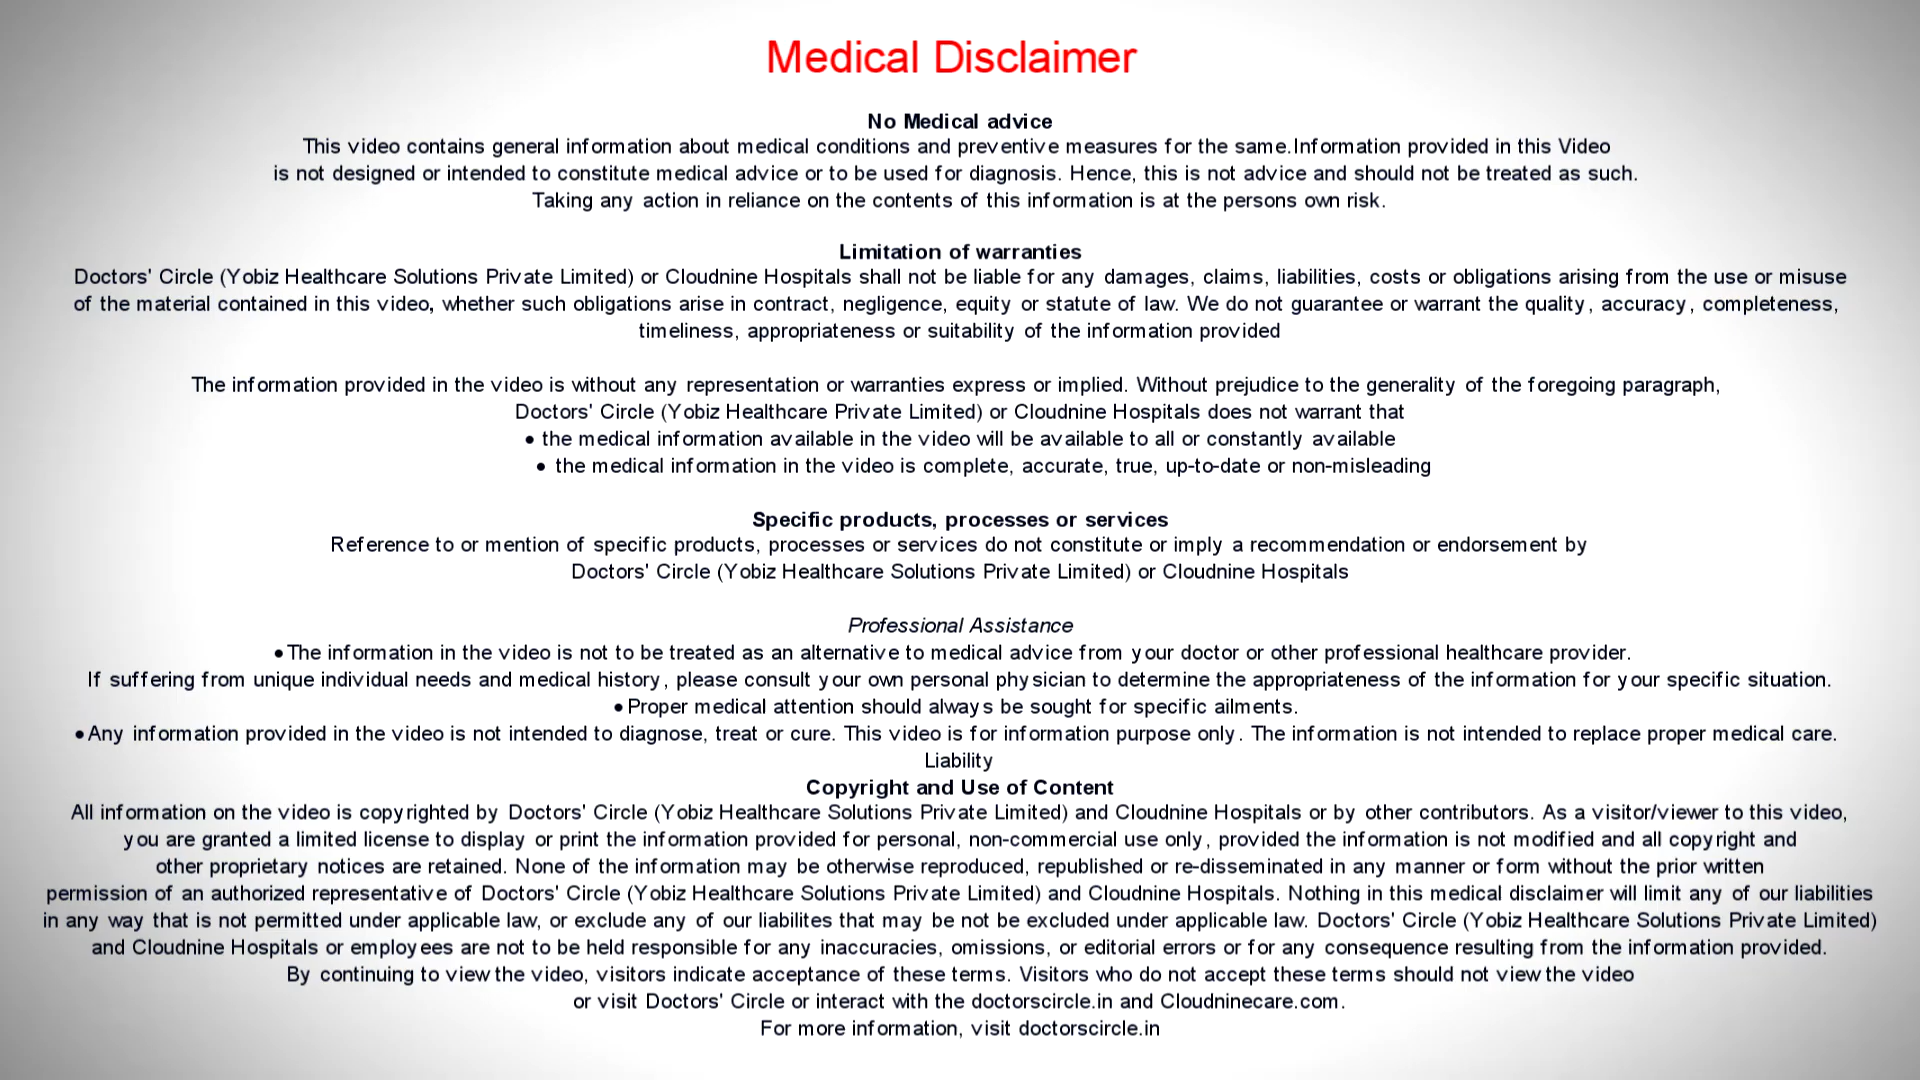 Medical Disclaimer
No Medical advice
This video contains general information about medical conditions and preventive measures for the same.Information provided in this Video
is not designed or intended to constitute medical advice or to be used for diagnosis. Hence, this is not advice and should not be treated as such.
Taking any action in reliance on the contents of this information is at the persons own risk.
Limitation of warranties
Doctors' Circle (Yobiz Healthcare Solutions Private Limited) or Cloudnine Hospitals shall not be liable for any damages, claims, liabilities, costs or obligations arising from the use or misuse
of the material contained in this video, whether such obligations arise in contract, negligence, equity or statute of law. We do not guarantee or warrant the quality, accuracy, completeness,
timeliness, appropriateness or suitability of the information provided
The information provided in the video is without any representation or warranties express or implied. Without prejudice to the generality of the foregoing paragraph,
Doctors' Circle (Yobiz Healthcare Private Limited) or Cloudnine Hospitals does not warrant that
• the medical information available in the video will be available to all or constantly available
• the medical information in the video is complete, accurate, true, up-to-date or non-misleading
Specific products, processes or services
Reference to or mention of specific products, processes or services do not constitute or imply a recommendation or endorsement by
Doctors' Circle (Yobiz Healthcare Solutions Private Limited) or Cloudnine Hospitals
Professional Assistance
•The information in the video is not to be treated as an alternative to medical advice from your doctor or other professional healthcare provider.
If suffering from unique individual needs and medical history, please consult your own personal physician to determine the appropriateness of the information for your specific situation.
•Proper medical attention should always be sought for specific ailments.
•Any information provided in the video is not intended to diagnose, treat or cure. This video is for information purpose only. The information is not intended to replace proper medical care.
Liability
Copyright and Use of Content
All information on the video is copyrighted by Doctors' Circle (Yobiz Healthcare Solutions Private Limited) and Cloudnine Hospitals or by other contributors. As a visitor/viewer to this video,
you are granted a limited license to display or print the information provided for personal, non-commercial use only, provided the information is not modified and all copyright and
other proprietary notices are retained. None of the information may be otherwise reproduced, republished or re-disseminated in any manner or form without the prior written
permission of an authorized representative of Doctors' Circle (Yobiz Healthcare Solutions Private Limited) and Cloudnine Hospitals. Nothing in this medical disclaimer will limit any of our liabilities
in any way that is not permitted under applicable law, or exclude any of our liabilites that may be not be excluded under applicable law. Doctors' Circle (Yobiz Healthcare Solutions Private Limited)
and Cloudnine Hospitals or employees are not to be held responsible for any inaccuracies, omissions, or editorial errors or for any consequence resulting from the information provided.
By continuing to view the video, visitors indicate acceptance of these terms. Visitors who do not accept these terms should not view the video
or visit Doctors' Circle or interact with the doctorscircle.in and Cloudninecare.com.
For more information, visit doctorscircle.in